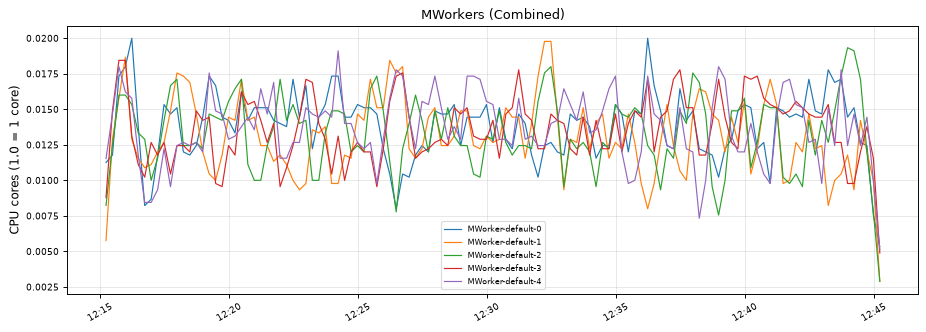 MWorkers (Combined)
CPU cores (1.0 = 1 core)
0.0200
0.0175
0.0150
0.0125
0.0100
0.0075
0.0050
0.0025
MWorker-default-0
MWorker-default-1
MWorker-default-2
MWorker-default-3
MWorker-default-4
12:15
12:20
12:25
12:30
12:35
12:40
12:45